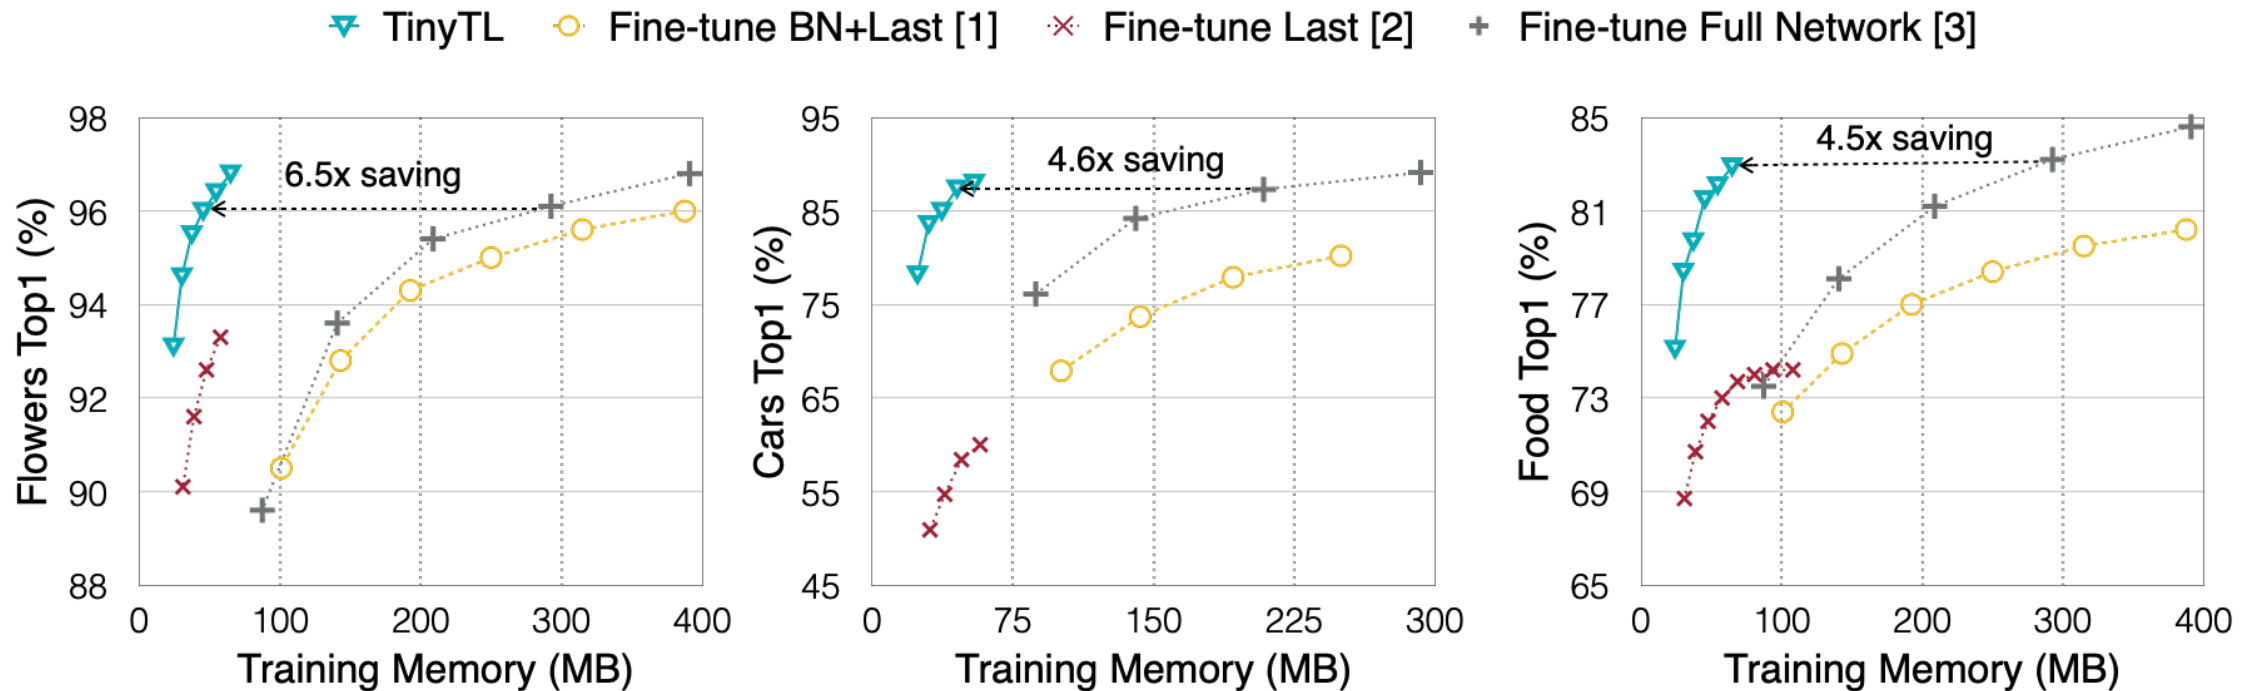 TinyTL Fine-tune BN+Last [1] Fine-tune Last [2] Fine-tune Full Network [3]
Flowers Top1 (%)
98
96
94
92
90
88
6.5x saving
0 100 200 300 400
Training Memory (MB)
Cars Top1 (%)
95
85
75
65
55
45
4.6x saving
0 75 150 225 300
Training Memory (MB)
Food Top1 (%)
85
81
77
73
69
65
4.5x saving
0 100 200 300 400
Training Memory (MB)